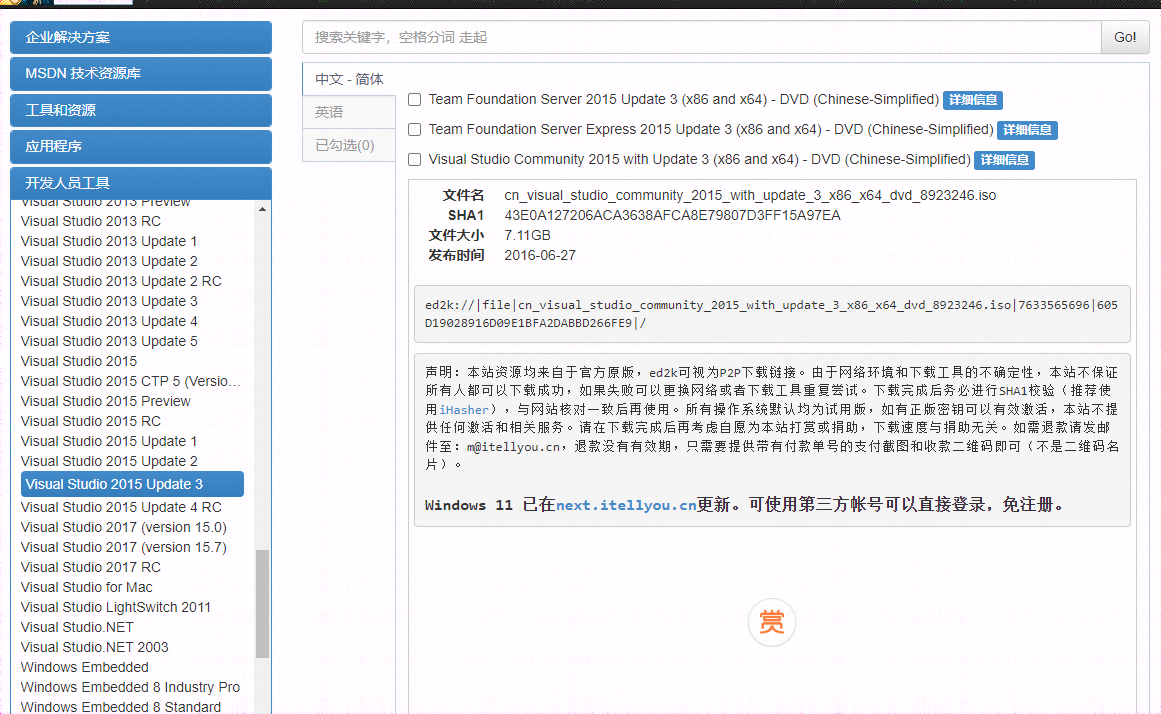 企业解决方案
MSDN 技术资源库
工具和资源
应用程序
开发人员工具
Visual Studio 2013 Preview
Visual Studio 2013 RC
Visual Studio 2013 Update 1
Visual Studio 2013 Update 2
Visual Studio 2013 Update 2 RC
Visual Studio 2013 Update 3
Visual Studio 2013 Update 4
Visual Studio 2013 Update 5
Visual Studio 2015
Visual Studio 2015 CTP 5 (Versio...
Visual Studio 2015 Preview
Visual Studio 2015 RC
Visual Studio 2015 Update 1
Visual Studio 2015 Update 2
Visual Studio 2015 Update 3
Visual Studio 2015 Update 4 RC
Visual Studio 2017 (version 15.0)
Visual Studio 2017 (version 15.7)
Visual Studio 2017 RC
Visual Studio for Mac
Visual Studio LightSwitch 2011
Visual Studio.NET
Visual Studio.NET 2003
Windows Embedded
Windows Embedded 8 Industry Pro
Windows Embedded 8 Standard
搜索关键字，空格分词 走起
Go!
中文 - 简体
英语
已勾选(0)
Team Foundation Server 2015 Update 3 (x86 and x64) - DVD (Chinese-Simplified) 详细信息
Team Foundation Server Express 2015 Update 3 (x86 and x64) - DVD (Chinese-Simplified) 详细信息
Visual Studio Community 2015 with Update 3 (x86 and x64) - DVD (Chinese-Simplified) 详细信息
文件名 cn_visual_studio_community_2015_with_update_3_x86_x64_dvd_8923246.iso
SHA1 43E0A127206ACA3638AFCA8E79807D3FF15A97EA
文件大小 7.11GB
发布时间 2016-06-27
ed2k://|file|cn_visual_studio_community_2015_with_update_3_x86_x64_dvd_8923246.iso|7633565696|605
D19028916D09E1BFA2DABBD266FE9|/
声明：本站资源均来自于官方原版，ed2k可视为P2P下载链接。由于网络环境和下载工具的不确定性，本站不保证
所有人都可以下载成功，如果失败可以更换网络或者下载工具重复尝试。下载完成后务必进行SHA1校验（推荐使
用iHasher），与网站核对一致后再使用。所有操作系统默认均为试用版，如有正版密钥可以有效激活，本站不提
供任何激活和相关服务。请在下载完成后再考虑自愿为本站打赏或捐助，下载速度与捐助无关。如需退款请发邮
件至：m@itellyou.cn，退款没有有效期，只需要提供带有付款单号的支付截图和收款二维码即可（不是二维码名
片）。
Windows 11 已在next.itellyou.cn更新。可使用第三方帐号可以直接登录，免注册。
赏